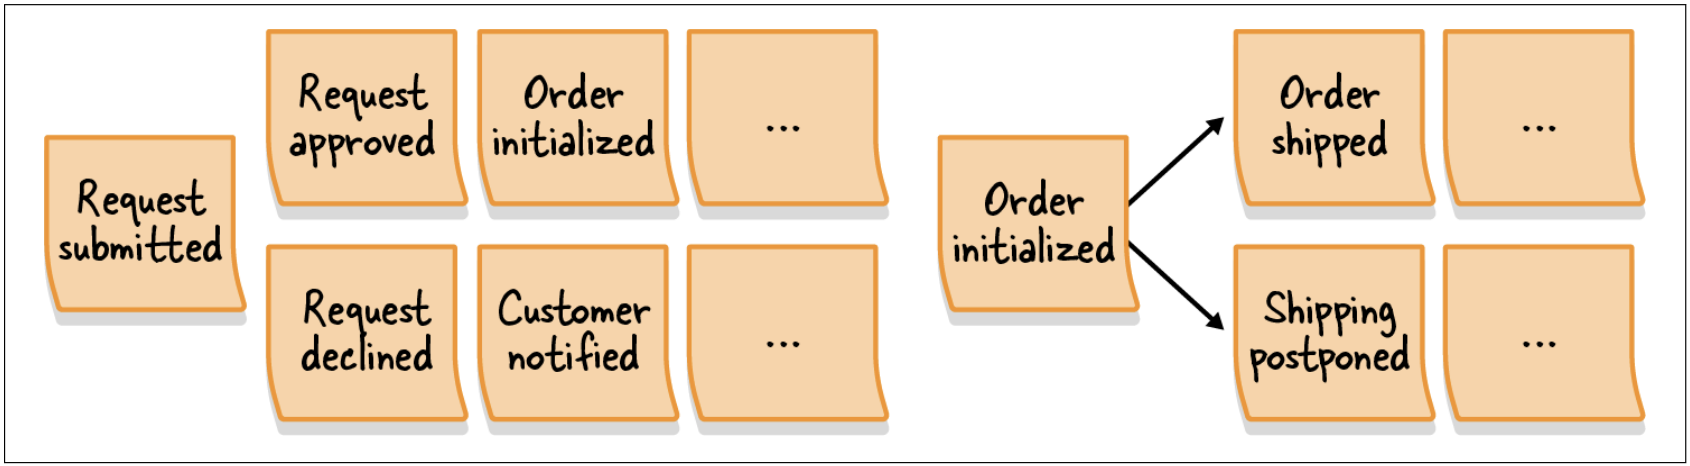 Request
submitted
Request
approved
Order
initialized
...
Request
declined
Customer
notified
...
Order
initialized
Order
shipped
...
Shipping
postponed
...